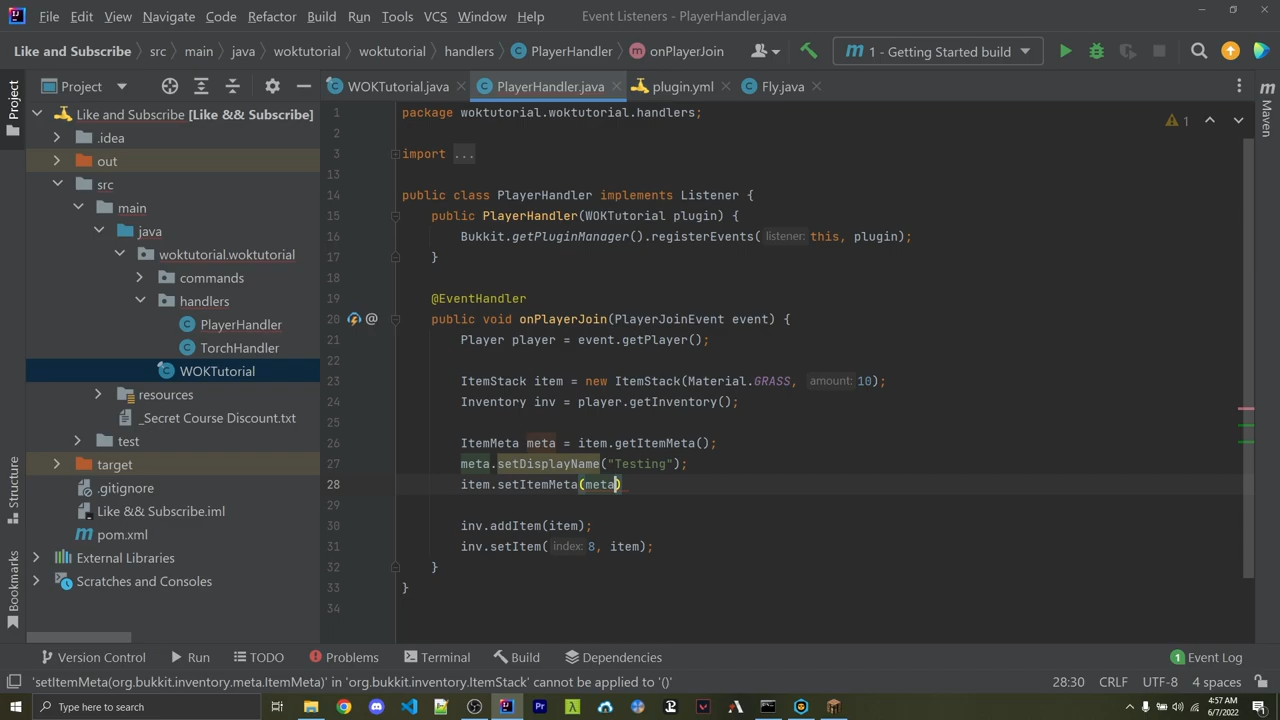 File Edit View Navigate Code Refactor Build Run Tools VCS Window Help Event Listeners - PlayerHandler.java
Like and Subscribe src main java woktutorial woktutorial handlers PlayerHandler onPlayerJoin 1 - Getting Started build
Project Project WOKTutorial.java PlayerHandler.java plugin.yml Fly.java Maven
Like and Subscribe [Like && Subscribe]
.idea
out
src
main
java
woktutorial.woktutorial
commands
handlers
PlayerHandler
TorchHandler
WOKTutorial
resources
_Secret Course Discount.txt
test
target
.gitignore
Like && Subscribe.iml
pom.xml
External Libraries
Scratches and Consoles
Structure
Bookmarks
1
1 package woktutorial.woktutorial.handlers;
2
3 import ...
13
14 public class PlayerHandler implements Listener {
15 public PlayerHandler(WOKTutorial plugin) {
16 Bukkit.getPluginManager().registerEvents( listener: this, plugin);
17 }
18
19 @EventHandler
20 @ public void onPlayerJoin(PlayerJoinEvent event) {
21 Player player = event.getPlayer();
22
23 ItemStack item = new ItemStack(Material.GRASS, amount: 10);
24 Inventory inv = player.getInventory();
25
26 ItemMeta meta = item.getItemMeta();
27 meta.setDisplayName("Testing");
28 item.setItemMeta(meta)
29
30 inv.addItem(item);
31 inv.setItem( index: 8, item);
32 }
33 }
34
Version Control Run TODO Problems Terminal Build Dependencies 1 Event Log
'setItemMeta(org.bukkit.inventory.meta.ItemMeta)' in 'org.bukkit.inventory.ItemStack' cannot be applied to '()' 28:30 CRLF UTF-8 4 spaces
Type here to search 4:57 AM
6/7/2022